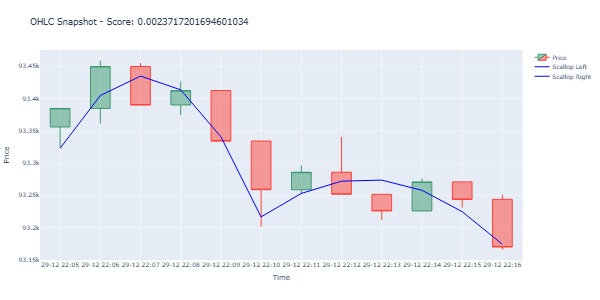 OHLC Snapshot - Score: 0.0023717201694601034
Price
Scallop Left
Scallop Right
93.45k
93.4k
93.35k
93.3k
93.25k
93.2k
93.15k
Price
29-12 22:05 29-12 22:06 29-12 22:07 29-12 22:08 29-12 22:09 29-12 22:10 29-12 22:11 29-12 22:12 29-12 22:13 29-12 22:14 29-12 22:15 29-12 22:16
Time